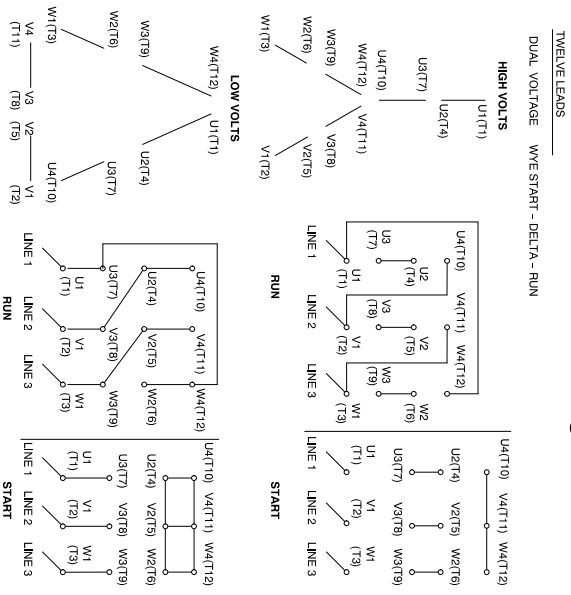 TWELVE LEADS
DUAL VOLTAGE WYE START – DELTA – RUN
HIGH VOLTS
U1(T1)
U2(T4)
U3(T7)
U4(T10)
W4(T12) V4(T11)
W3(T9) V3(T8)
W2(T6) V2(T5)
W1(T3) V1(T2)
U4(T10) V4(T11) W4(T12)
U2 V2 W2
(T4) (T5) (T6)
U3 V3 W3
(T7) (T8) (T9)
U1 V1 W1
(T1) (T2) (T3)
LINE 1 LINE 2 LINE 3
RUN
U4(T10) V4(T11) W4(T12)
U2(T4) V2(T5) W2(T6)
U3(T7) V3(T8) W3(T9)
U1 V1 W1
(T1) (T2) (T3)
LINE 1 LINE 2 LINE 3
START
LOW VOLTS
W4(T12) U1(T1)
W3(T9) U2(T4)
W2(T6) U3(T7)
W1(T3) U4(T10)
V4 V3 V2 V1
(T11) (T8) (T5) (T2)
U4(T10) V4(T11) W4(T12)
U2(T4) V2(T5) W2(T6)
U3(T7) V3(T8) W3(T9)
U1 V1 W1
(T1) (T2) (T3)
LINE 1 LINE 2 LINE 3
RUN
U4(T10) V4(T11) W4(T12)
U2(T4) V2(T5) W2(T6)
U3(T7) V3(T8) W3(T9)
U1 V1 W1
(T1) (T2) (T3)
LINE 1 LINE 2 LINE 3
START